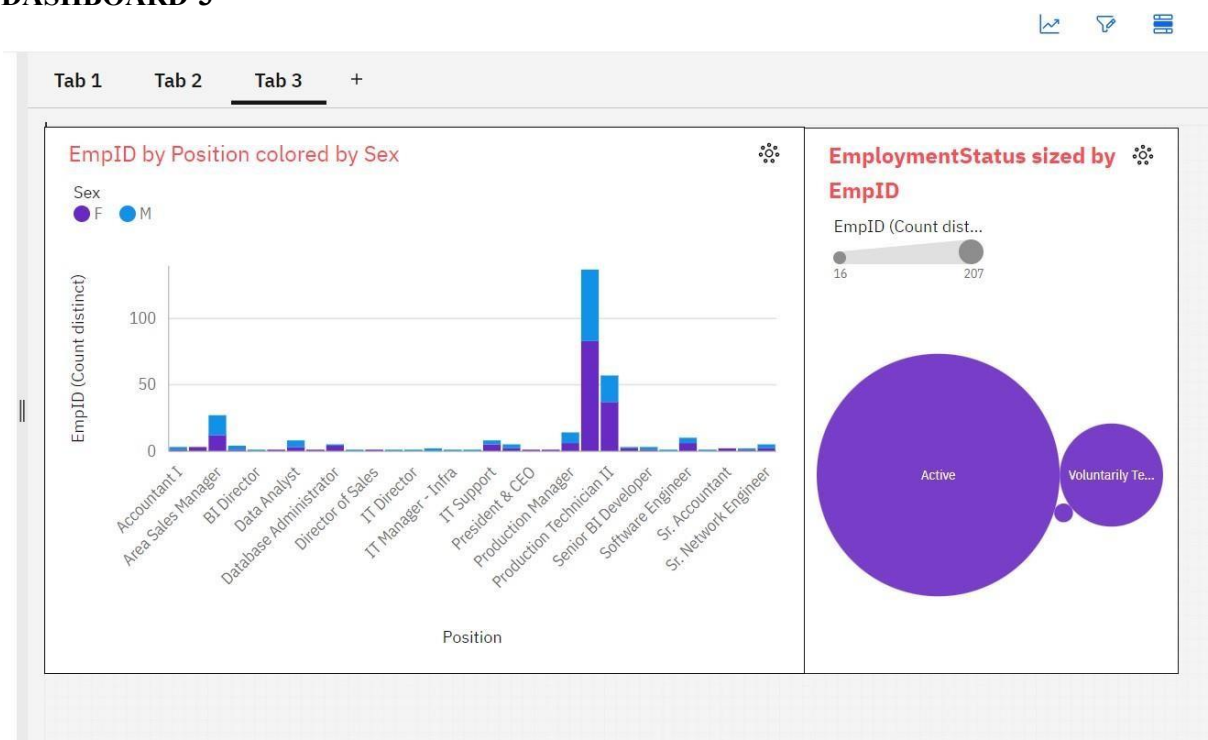 DASHBOARD 3
Tab 1
Tab 2
Tab 3
+
EmpID by Position colored by Sex
Sex
F
M
EmpID (Count distinct)
100
50
0
Accountant I
Area Sales Manager
BI Director
Data Analyst
Database Administrator
Director of Sales
IT Director
IT Manager - Infra
IT Support
President & CEO
Production Manager
Production Technician II
Senior BI Developer
Software Engineer
Sr. Accountant
Sr. Network Engineer
Position
EmploymentStatus sized by
EmpID
EmpID (Count dist...
16
207
Active
Voluntarily Te...